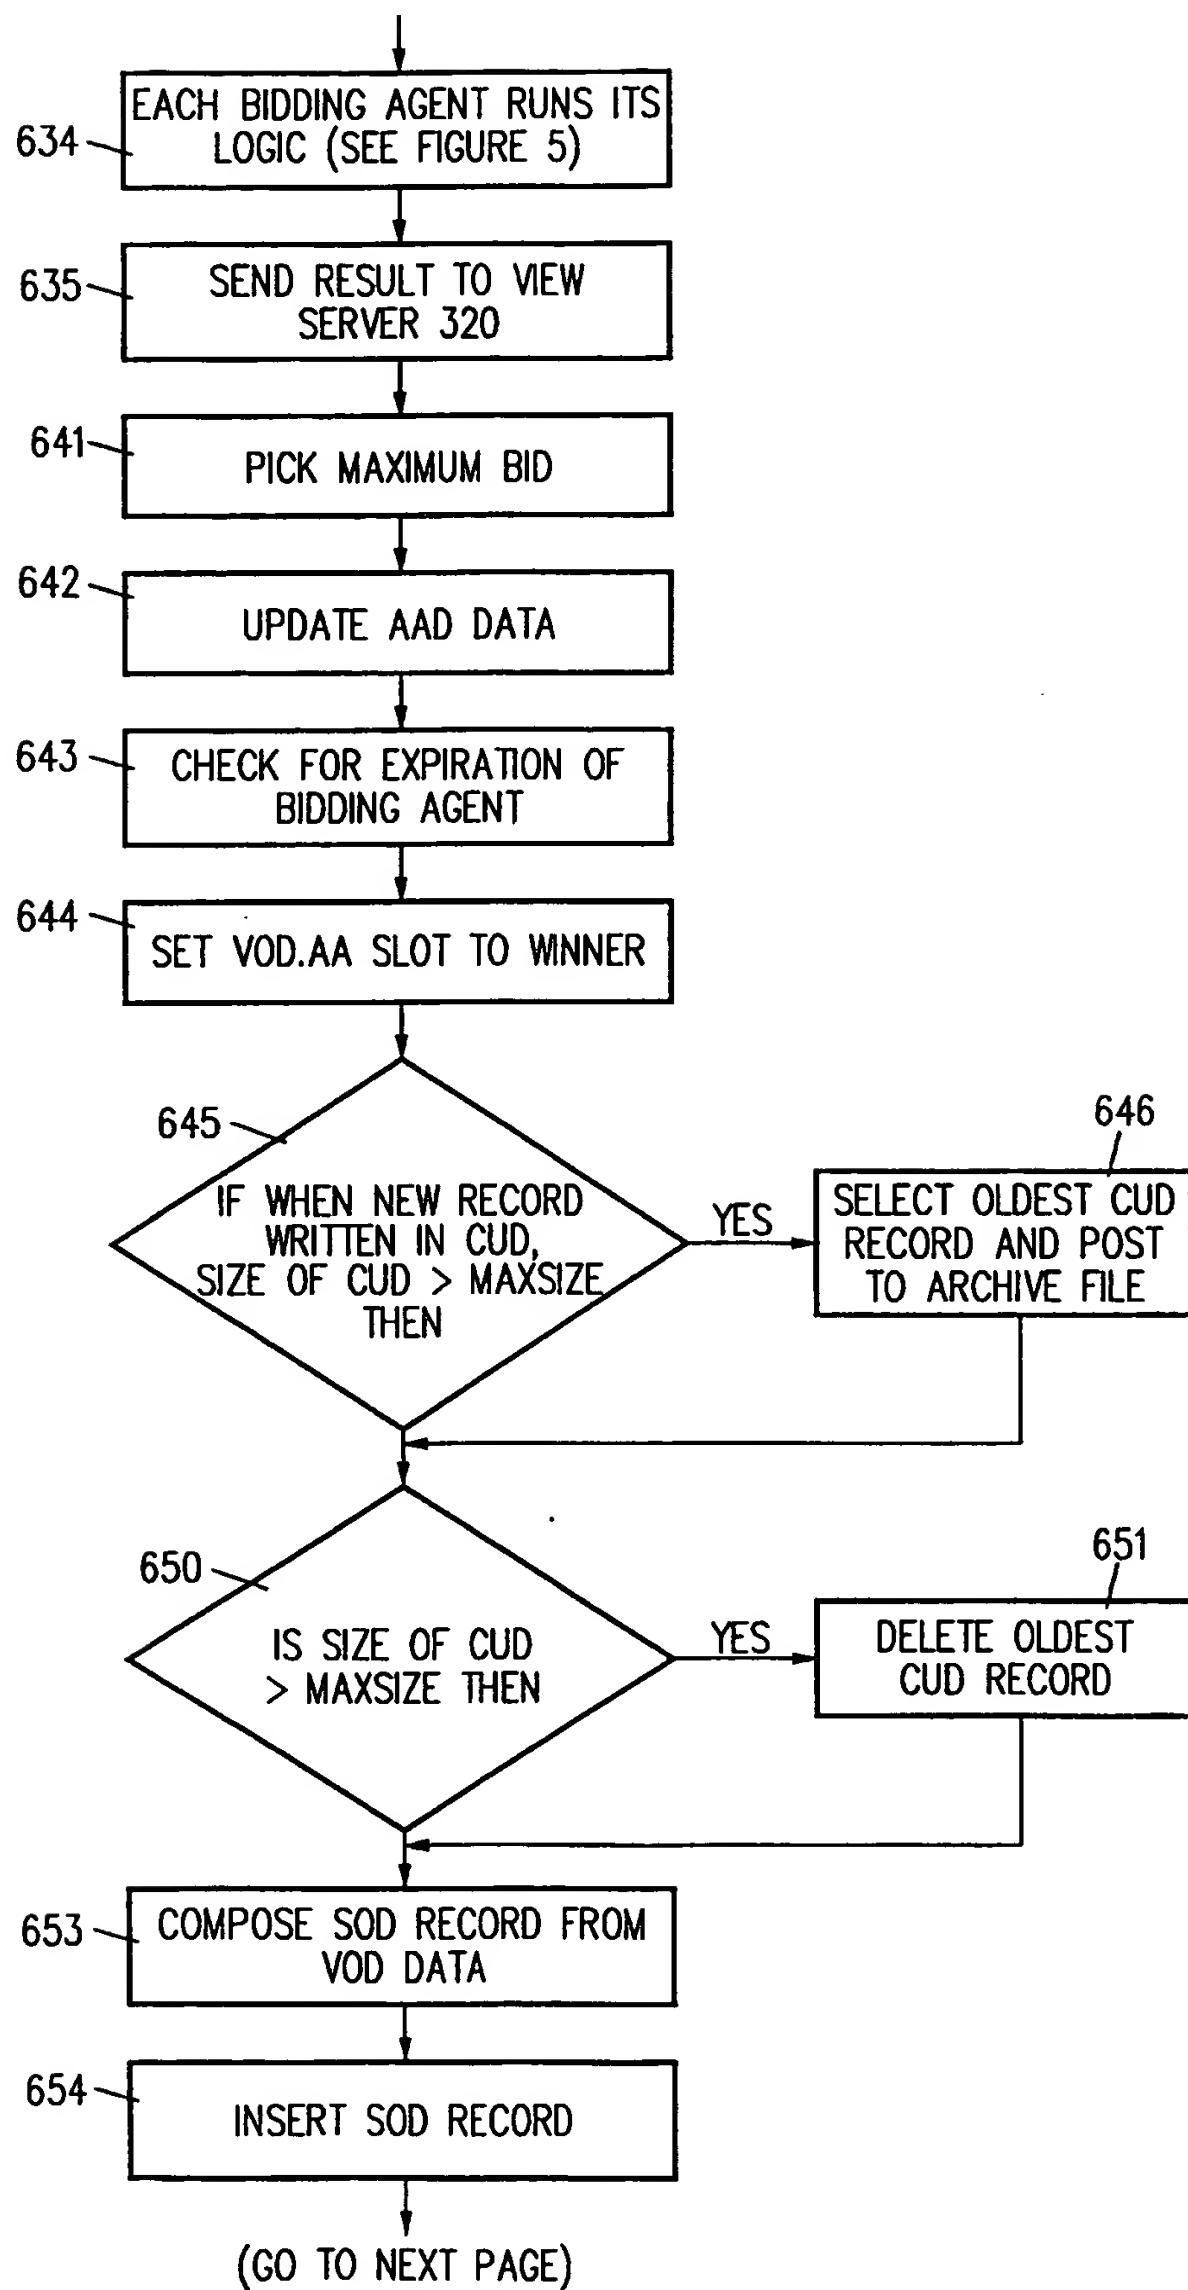 634
EACH BIDDING AGENT RUNS ITS
LOGIC (SEE FIGURE 5)
635
SEND RESULT TO VIEW
SERVER 320
641
PICK MAXIMUM BID
642
UPDATE AAD DATA
643
CHECK FOR EXPIRATION OF
BIDDING AGENT
644
SET VOD.AA SLOT TO WINNER
645
IF WHEN NEW RECORD
WRITTEN IN CUD,
SIZE OF CUD > MAXSIZE
THEN
YES
646
SELECT OLDEST CUD
RECORD AND POST
TO ARCHIVE FILE
650
IS SIZE OF CUD
> MAXSIZE THEN
YES
651
DELETE OLDEST
CUD RECORD
653
COMPOSE SOD RECORD FROM
VOD DATA
654
INSERT SOD RECORD
(GO TO NEXT PAGE)